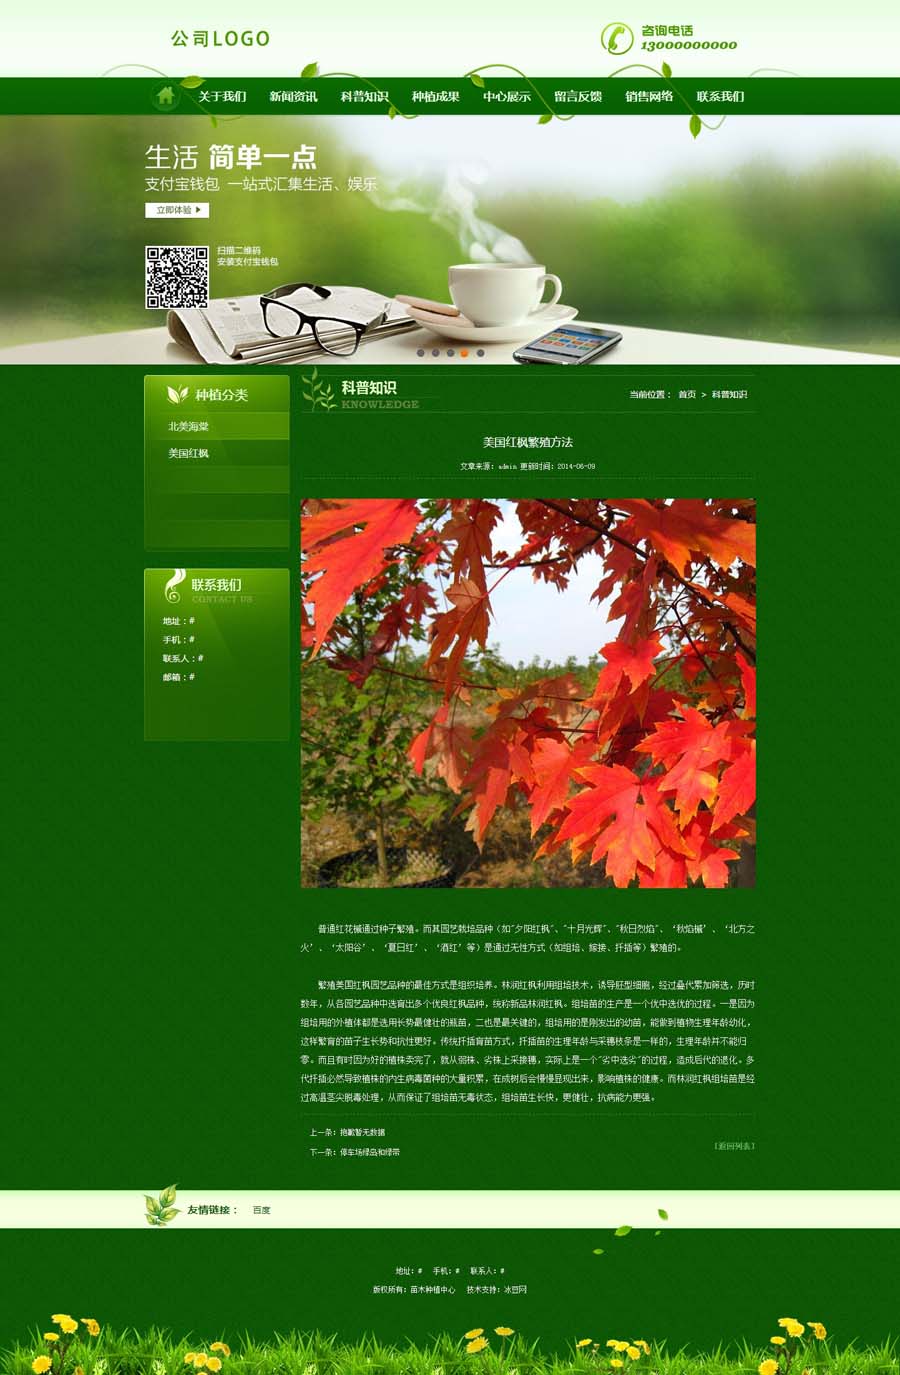 公司LOGO
咨询电话
13000000000
关于我们 新闻资讯 科普知识 种植成果 中心展示 留言反馈 销售网络 联系我们
生活 简单一点
支付宝钱包 一站式汇集生活、娱乐
立即体验
扫描二维码
安装支付宝钱包
种植分类
北美海棠
美国红枫
联系我们
CONTACT US
地址：#
手机：#
联系人：#
邮箱：#
科普知识
KNOWLEDGE
当前位置： 首页 > 科普知识
美国红枫繁殖方法
文章来源：admin 更新时间：2014-06-09
普通红花槭通过种子繁殖。而其园艺栽培品种（如"夕阳红枫"、"十月光辉"、"秋日烈焰"、‘秋焰槭’、‘北方之
火’、‘太阳谷’、‘夏日红’、‘酒红’等）是通过无性方式（如组培、嫁接、扦插等）繁殖的。
繁殖美国红枫园艺品种的最佳方式是组织培养。林润红枫利用组培技术，诱导胚型细胞，经过叠代累加筛选，历时
数年，从各园艺品种中选育出多个优良红枫品种，统称新品林润红枫。组培苗的生产是一个优中选优的过程。一是因为
组培用的外植体都是选用长势最健壮的瓶苗，二也是最关键的，组培用的是刚发出的幼苗，能做到植物生理年龄幼化，
这样繁育的苗子生长势和抗性更好。传统扦插育苗方式，扦插苗的生理年龄与采穗枝条是一样的，生理年龄并不能归
零。而且有时因为好的植株卖完了，就从弱株、劣株上采接穗，实际上是一个"劣中选劣"的过程，造成后代的退化。多
代扦插必然导致植株的内生病毒菌种的大量积累，在成树后会慢慢显现出来，影响植株的健康。而林润红枫组培苗是经
过高温茎尖脱毒处理，从而保证了组培苗无毒状态，组培苗生长快，更健壮，抗病能力更强。
上一条：抱歉暂无数据
下一条：停车场绿岛和绿带
[返回列表]
友情链接： 百度
地址：# 手机：# 联系人：#
版权所有：苗木种植中心 技术支持：冰豆网